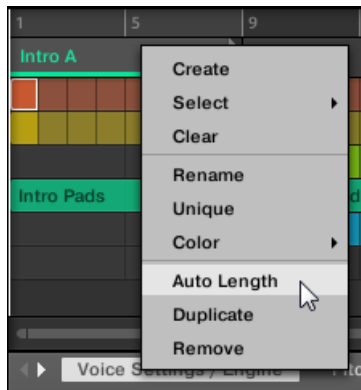 1 5 9
Intro A
Create
Select
Clear
Rename
Intro Pads
Unique
Color
Auto Length
Duplicate
Remove
Voice Settings / Engine